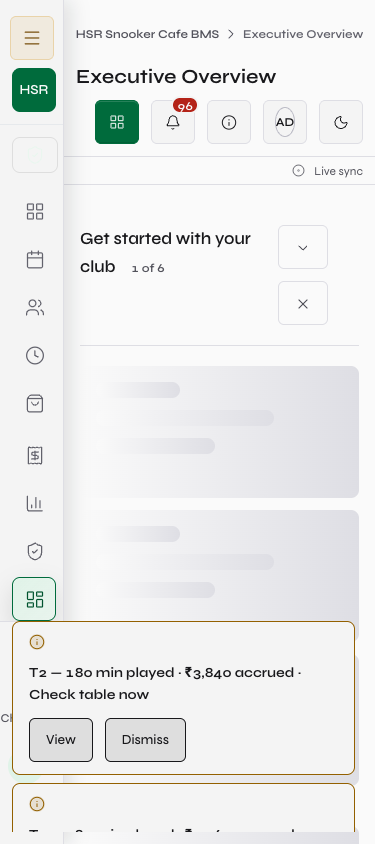 HSR Snooker Cafe BMS > Executive Overview
HSR
Executive Overview
96
AD
Live sync
Get started with your
club 1 of 6
T2 — 180 min played · ₹3,840 accrued ·
Check table now
View
Dismiss